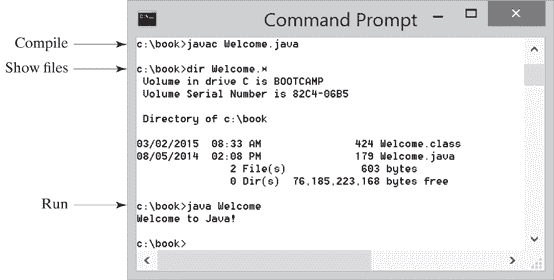 Command Prompt
Compile
c:\book>javac Welcome.java
Show files
c:\book>dir Welcome.*
Volume in drive C is BOOTCAMP
Volume Serial Number is 82C4-06B5
Directory of c:\book
03/02/2015 08:33 AM 424 Welcome.class
08/05/2014 02:08 PM 179 Welcome.java
2 File(s) 603 bytes
0 Dir(s) 76,185,223,168 bytes free
Run
c:\book>java Welcome
Welcome to Java!
c:\book>